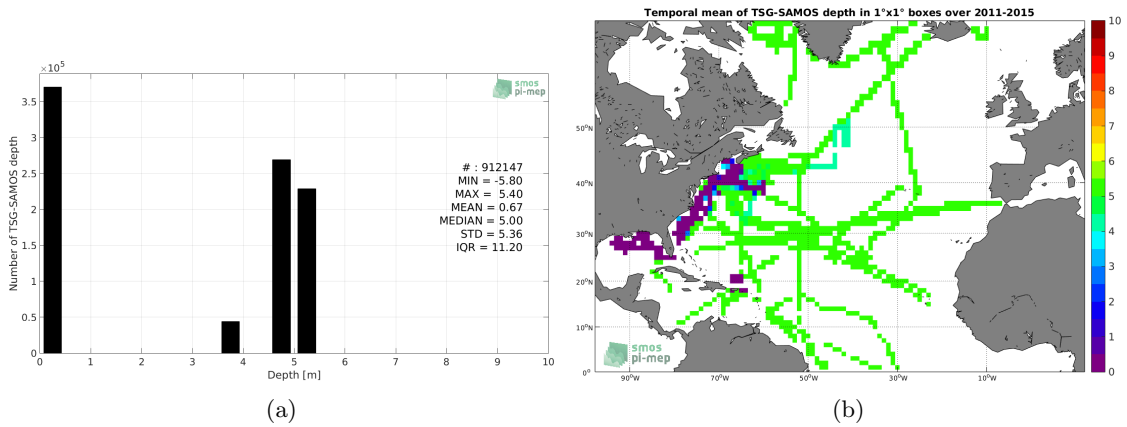 ×10⁵
3.5
3
2.5
2
1.5
1
0.5
0
0 1 2 3 4 5 6 7 8 9 10
Number of TSG-SAMOS depth
Depth [m]
smos
pi-mep
# : 912147
MIN = -5.80
MAX = 5.40
MEAN = 0.67
MEDIAN = 5.00
STD = 5.36
IQR = 11.20
(a)
Temporal mean of TSG-SAMOS depth in 1°x1° boxes over 2011-2015
50°N
40°N
30°N
20°N
10°N
0°
90°W 70°W 50°W 30°W 10°W
smos
pi-mep
10
9
8
7
6
5
4
3
2
1
0
(b)